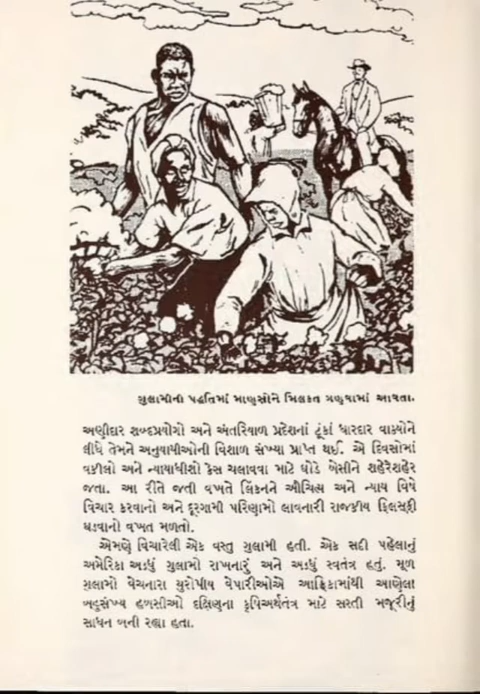 ગુલામીની પદ્ધતિમાં માણસોને મિલકત ગણવામાં આવતા.
અણીદાર શબ્દપ્રયોગો અને અંતરિયાળ પ્રદેશનાં ટૂંકાં ધારદાર વાક્યોને
લીધે તેમને અનુયાયીઓની વિશાળ સંખ્યા પ્રાપ્ત થઈ. એ દિવસોમાં
વકીલો અને ન્યાયાધીશો કેસ ચલાવવા માટે ઘોડે બેસીને શહેરેશહેર
જતા. આ રીતે જતી વખતે લિંકનને ઔચિત્ય અને ન્યાય વિષે
વિચાર કરવાનો અને દૂરગામી પરિણામો લાવનારી રાજકીય ફિલસૂફી
ઘડવાનો વખત મળતો.
એમણે વિચારેલી એક વસ્તુ ગુલામી હતી. એક સદી પહેલાનું
અમેરિકા અડધું ગુલામો રાખનારું અને અડધું સ્વતંત્ર હતું. મૂળ
ગુલામો વેચનારા યુરોપીય વેપારીઓએ આફ્રિકામાંથી આણેલા
બહુસંખ્ય હબસીઓ દક્ષિણના કૃષિઅર્થતંત્ર માટે સસ્તી મજૂરીનું
સાધન બની રહ્યા હતા.